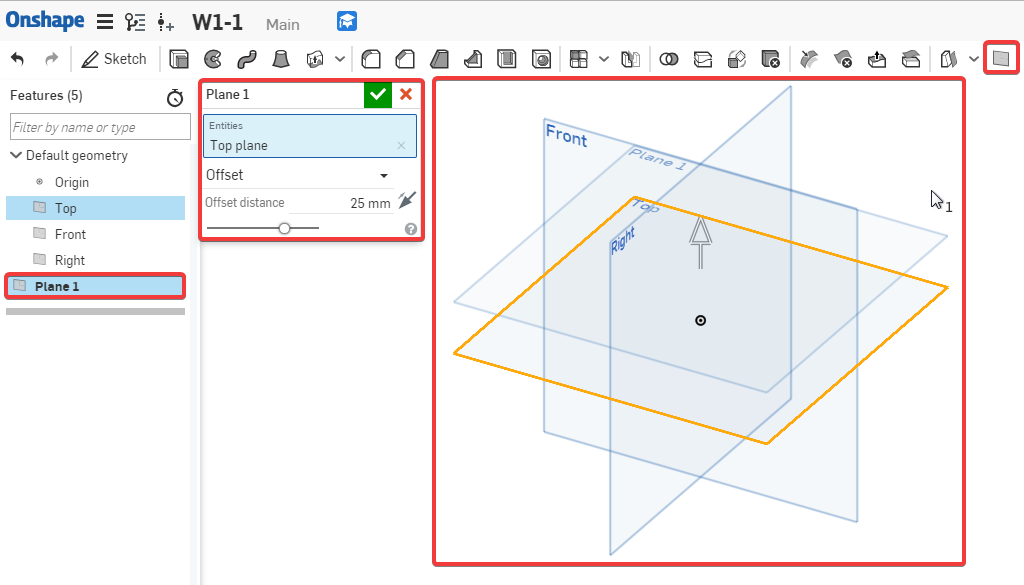 Onshape
W1-1
Main
Sketch
Features (5)
Filter by name or type
Default geometry
Origin
Top
Front
Right
Plane 1
Plane 1
Entities
Top plane
Offset
Offset distance
25 mm
Front
Plane 1
Top
Right
1